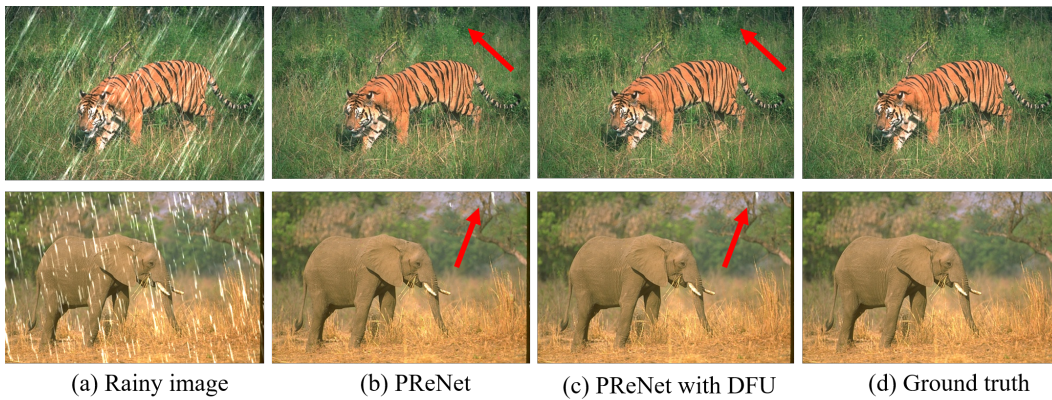 (a) Rainy image
(b) PReNet
(c) PReNet with DFU
(d) Ground truth